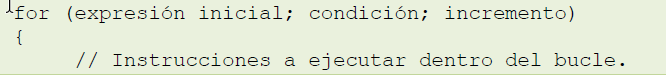 for (expresión inicial; condición; incremento)
{
// Instrucciones a ejecutar dentro del bucle.